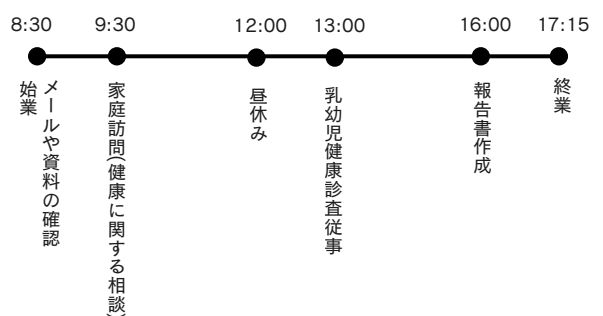 8:30
9:30
12:00
13:00
16:00
17:15
始業
メールや資料の確認
家庭訪問(健康に関する相談)
昼休み
乳幼児健康診査従事
報告書作成
終業